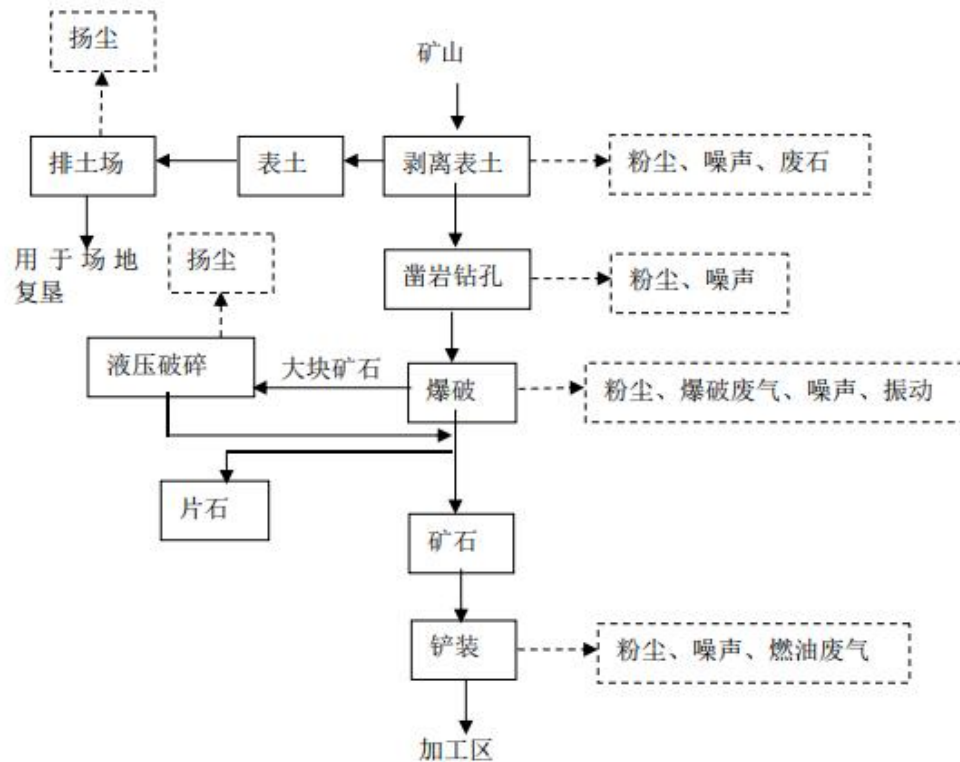 扬尘
矿山
排土场
表土
剥离表土
粉尘、噪声、废石
用于场地
复垦
扬尘
凿岩钻孔
粉尘、噪声
液压破碎
大块矿石
爆破
粉尘、爆破废气、噪声、振动
片石
矿石
铲装
粉尘、噪声、燃油废气
加工区